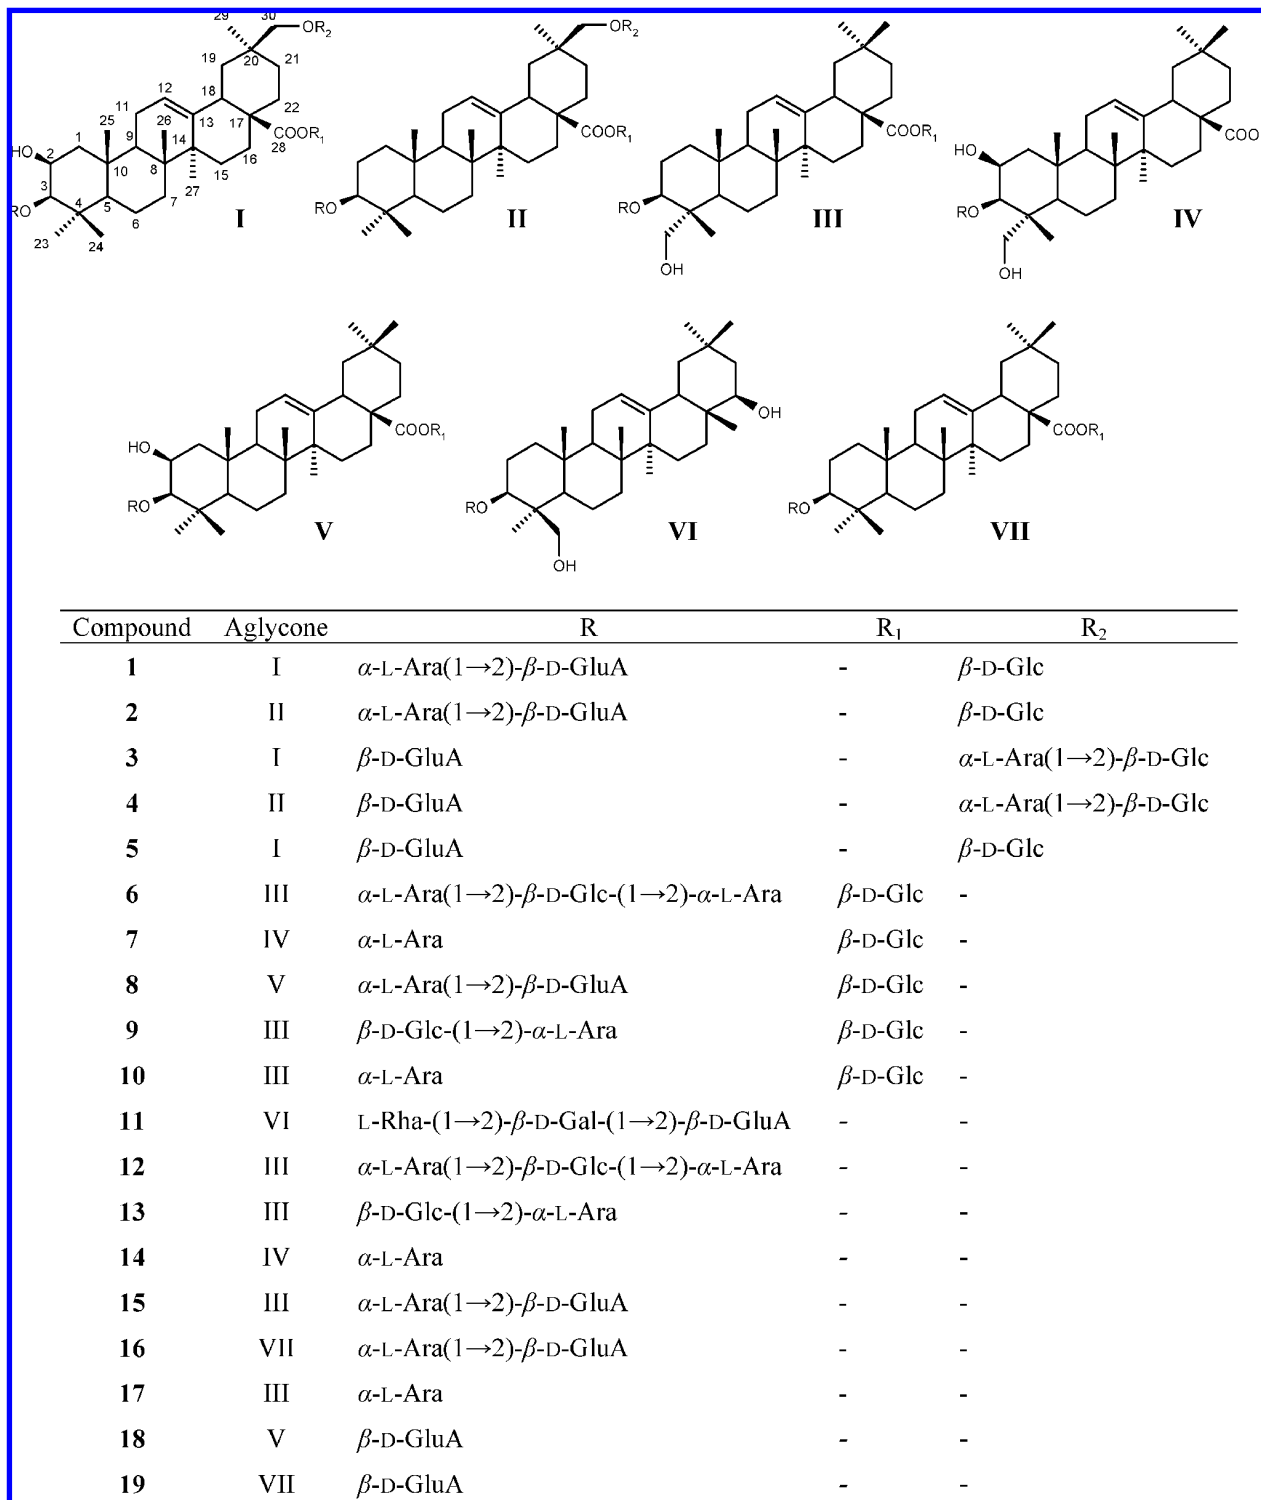 29 30 OR₂
19 20 21
12 18 22
11 13 17 COOR₁
25 26 28
1 9 14 16
HO 2 10 8 15
3 27
RO 4 5 7
6
23 24
I
OR₂
COOR₁
RO
II
COOR₁
RO
OH
III
COO
HO
RO
OH
IV
COOR₁
HO
RO
V
OH
RO
OH
VI
COOR₁
RO
VII
Compound Aglycone R R₁ R₂
1 I α-L-Ara(1→2)-β-D-GluA - β-D-Glc
2 II α-L-Ara(1→2)-β-D-GluA - β-D-Glc
3 I β-D-GluA - α-L-Ara(1→2)-β-D-Glc
4 II β-D-GluA - α-L-Ara(1→2)-β-D-Glc
5 I β-D-GluA - β-D-Glc
6 III α-L-Ara(1→2)-β-D-Glc-(1→2)-α-L-Ara β-D-Glc -
7 IV α-L-Ara β-D-Glc -
8 V α-L-Ara(1→2)-β-D-GluA β-D-Glc -
9 III β-D-Glc-(1→2)-α-L-Ara β-D-Glc -
10 III α-L-Ara β-D-Glc -
11 VI L-Rha-(1→2)-β-D-Gal-(1→2)-β-D-GluA - -
12 III α-L-Ara(1→2)-β-D-Glc-(1→2)-α-L-Ara - -
13 III β-D-Glc-(1→2)-α-L-Ara - -
14 IV α-L-Ara - -
15 III α-L-Ara(1→2)-β-D-GluA - -
16 VII α-L-Ara(1→2)-β-D-GluA - -
17 III α-L-Ara - -
18 V β-D-GluA - -
19 VII β-D-GluA - -